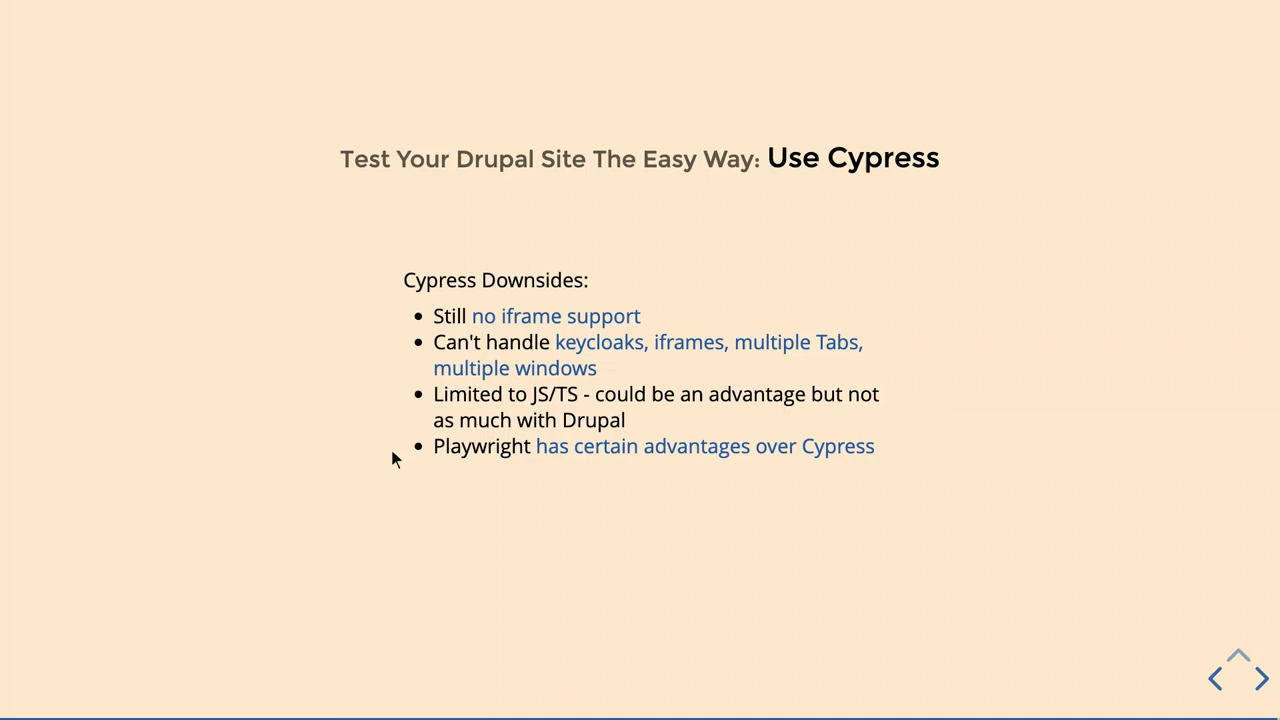 Test Your Drupal Site The Easy Way: Use Cypress
Cypress Downsides:
Still no iframe support
Can't handle keycloaks, iframes, multiple Tabs,
multiple windows
Limited to JS/TS - could be an advantage but not
as much with Drupal
Playwright has certain advantages over Cypress